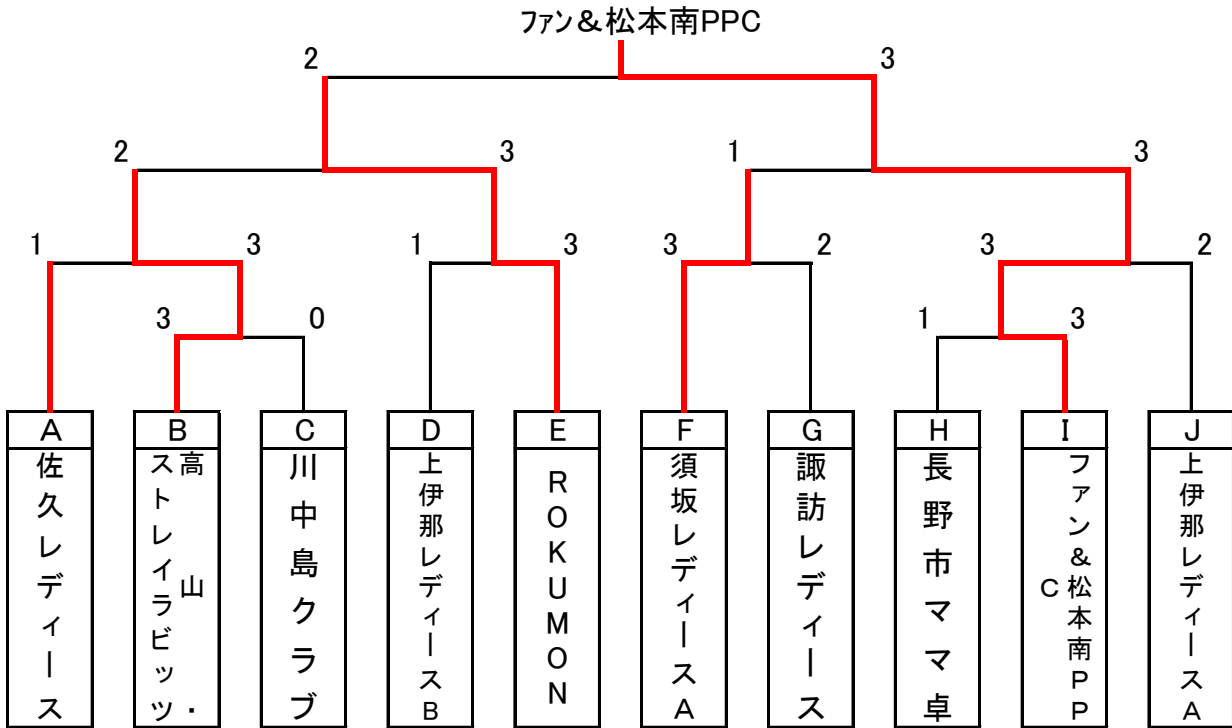 ファン＆松本南PPC
2 3
2 3 1 3
1 3 1 3 3 2 3 2
3 0 1 3
A B C D E F G H I J
佐久レディース
高山・
ストレイラビッツ
川中島クラブ
上伊那レディースB
ROKUMON
須坂レディースA
諏訪レディース
長野市ママ卓
ファン＆松本南PP
C
上伊那レディースA